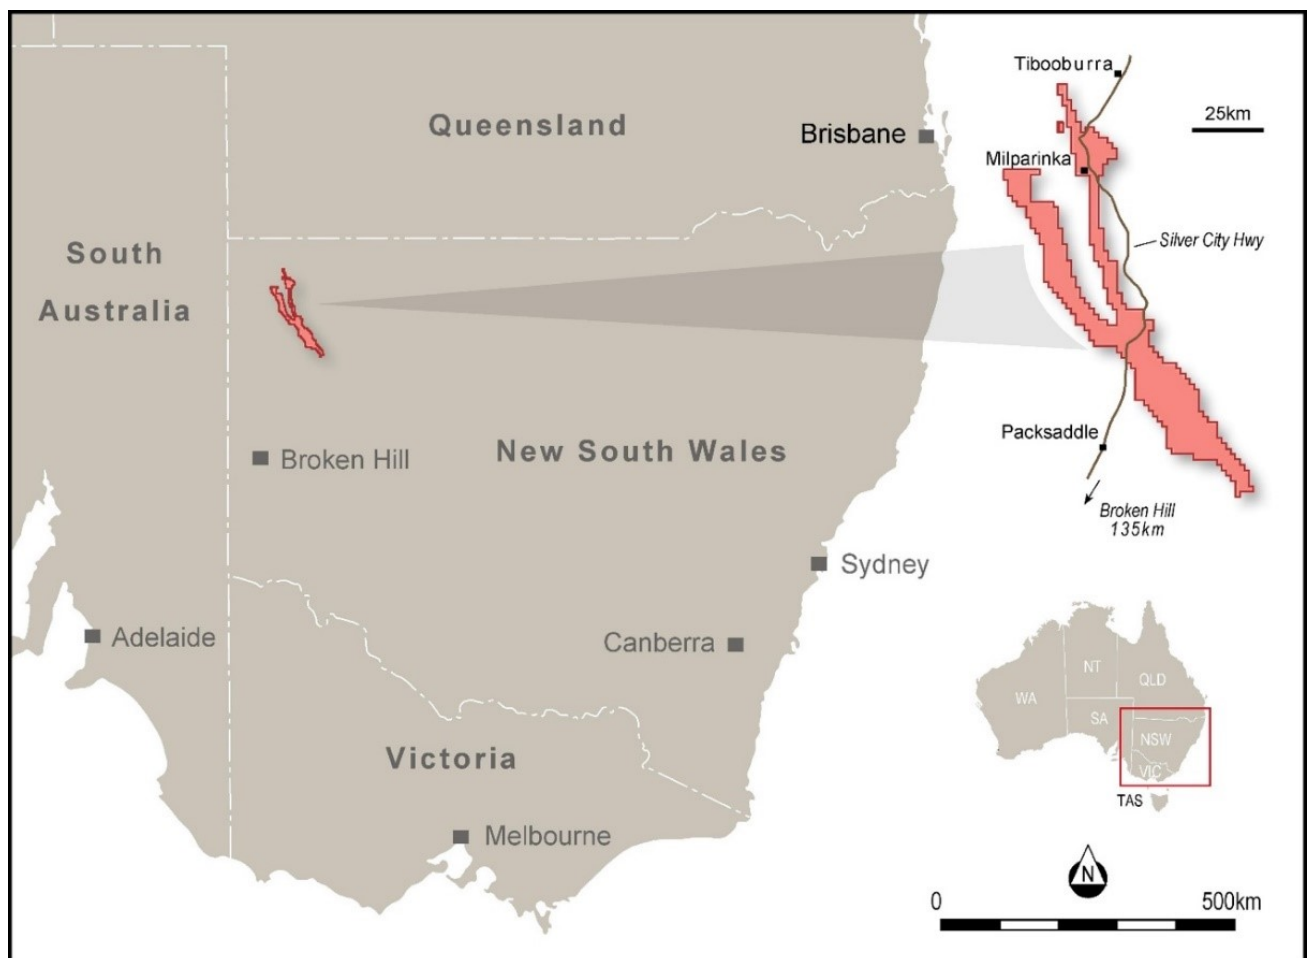 Queensland
Brisbane
South
Australia
Broken Hill
New South Wales
Sydney
Adelaide
Canberra
Victoria
Melbourne
Tibooburra
25km
Milparinka
Silver City Hwy
Packsaddle
Broken Hill
135km
WA
NT
QLD
SA
NSW
VIC
TAS
N
0
500km